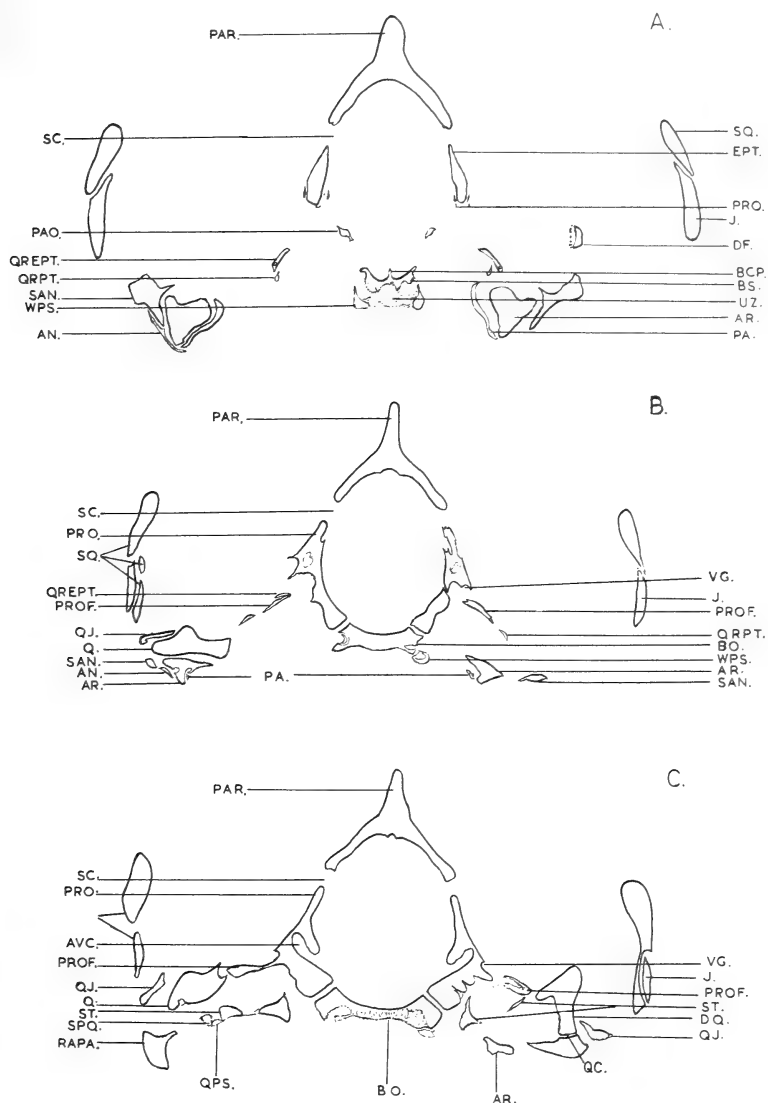 A.
PAR.
SC.
PAO.
QREPT.
QRPT.
SAN.
WPS.
AN.
SQ.
EPT.
PRO.
J.
DF.
BCP.
BS.
UZ.
AR.
PA.
B.
PAR.
SC.
PRO.
SQ.
QREPT.
PROF.
QJ.
Q.
SAN.
AN.
AR.
PA.
VG.
J.
PROF.
QRPT.
BO.
WPS.
AR.
SAN.
C.
PAR.
SC.
PRO.
AVC.
PROF.
QJ.
Q.
ST.
SPQ.
RAPA.
QPS.
BO.
AR.
QC.
VG.
J.
PROF.
ST.
DQ.
QJ.